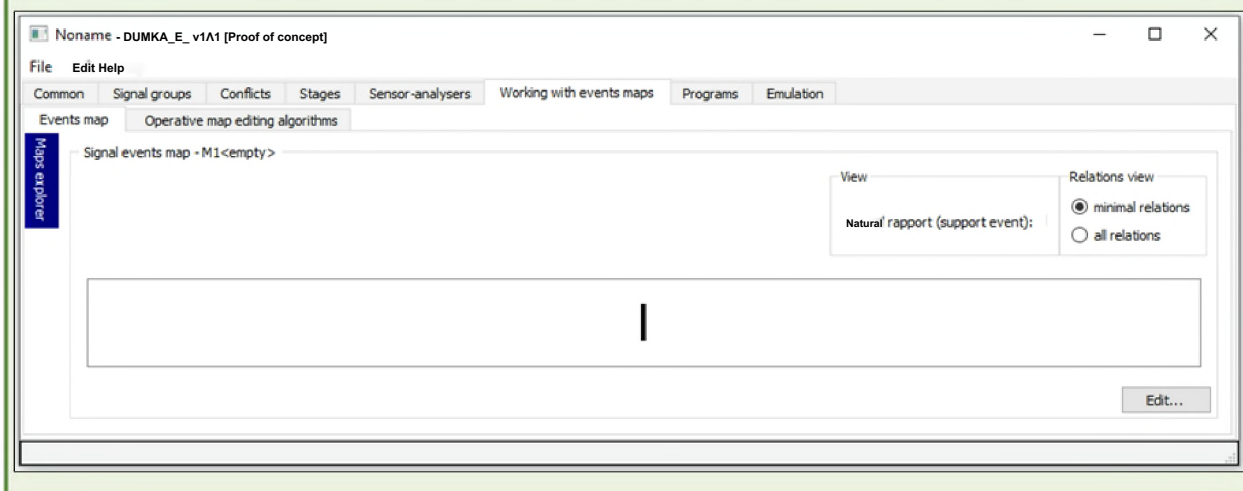 Noname - DUMKA_E_ v1Λ1 [Proof of concept]
File Edit Help
Common Signal groups Conflicts Stages Sensor-analysers Working with events maps Programs Emulation
Events map Operative map editing algorithms
Maps explorer
Signal events map - M1<empty>
View
Natural rapport (support event):
Relations view
minimal relations
all relations
Edit...